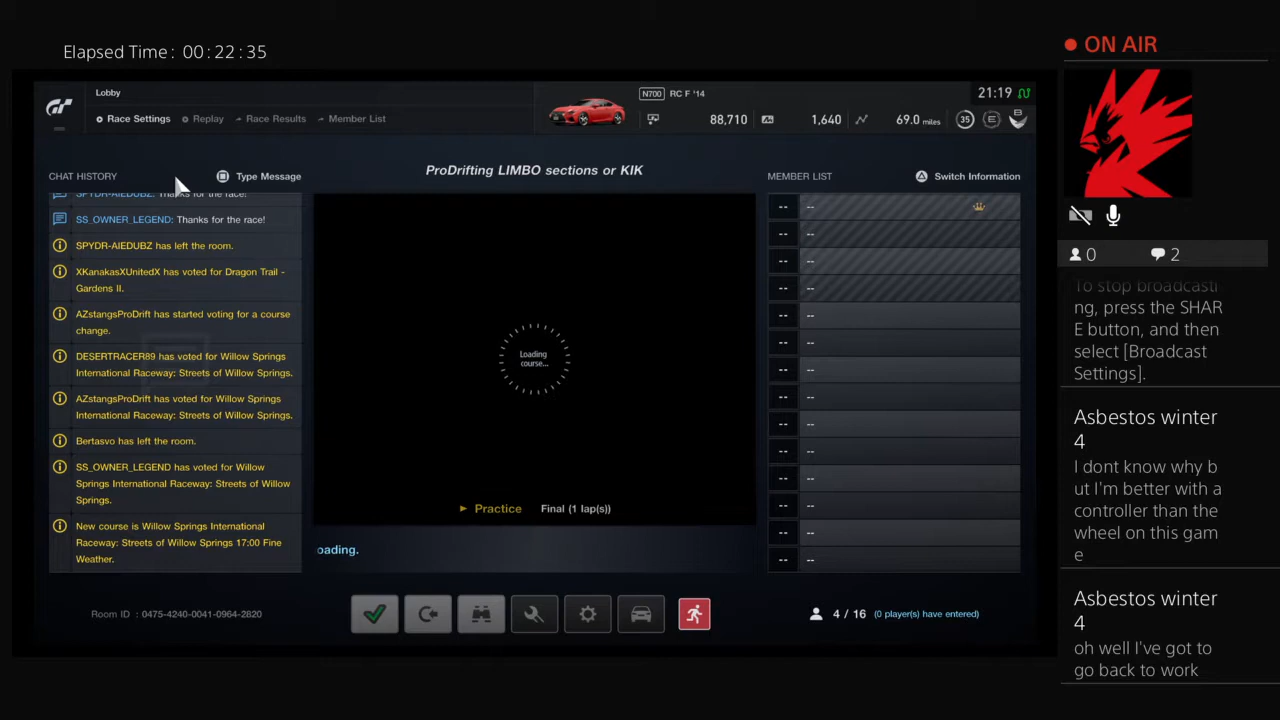 Elapsed Time: 00:22:35
ON AIR
Lobby
Race Settings
Replay
Race Results
Member List
N700 RC F '14
88,710
1,640
69.0 miles
35
E
B
21:19
CHAT HISTORY
Type Message
ProDrifting LIMBO sections or KIK
MEMBER LIST
Switch Information
SPYDR-AIEDUBZ: Thanks for the race!
SS_OWNER_LEGEND: Thanks for the race!
SPYDR-AIEDUBZ has left the room.
XKanakasXUnitedX has voted for Dragon Trail -
Gardens II.
AZstangsProDrift has started voting for a course
change.
DESERTRACER89 has voted for Willow Springs
International Raceway: Streets of Willow Springs.
AZstangsProDrift has voted for Willow Springs
International Raceway: Streets of Willow Springs.
Bertasvo has left the room.
SS_OWNER_LEGEND has voted for Willow
Springs International Raceway: Streets of Willow
Springs.
New course is Willow Springs International
Raceway: Streets of Willow Springs 17:00 Fine
Weather.
Loading
course...
Practice
Final (1 lap(s))
oading.
-- --
-- --
-- --
-- --
-- --
-- --
-- --
-- --
-- --
-- --
-- --
-- --
-- --
-- --
Room ID : 0475-4240-0041-0964-2820
4 / 16 (0 player(s) have entered)
0
2
To stop broadcasti
ng, press the SHAR
E button, and then
select [Broadcast
Settings].
Asbestos winter
4
I dont know why b
ut I'm better with a
controller than the
wheel on this gam
e
Asbestos winter
4
oh well I've got to
go back to work